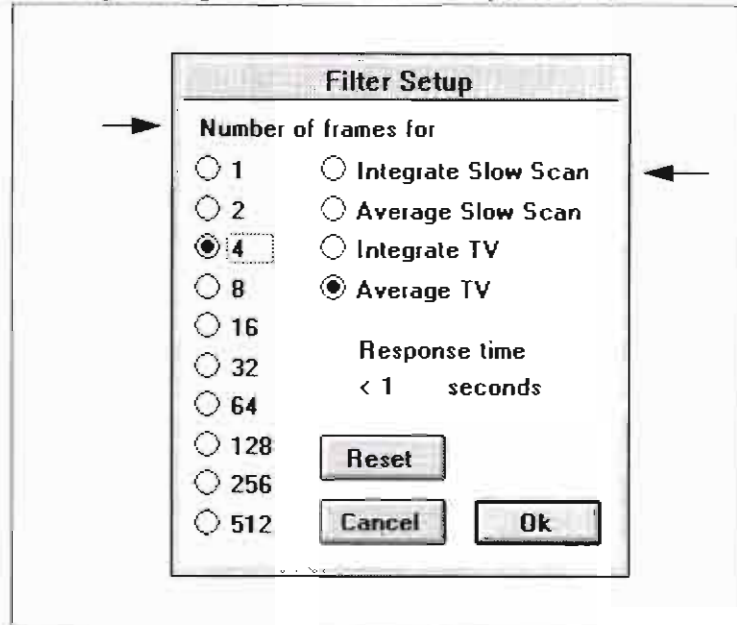 Filter Setup
Number of frames for
1
2
4
8
16
32
64
128
256
512
Integrate Slow Scan
Average Slow Scan
Integrate TV
Average TV
Response time
< 1 seconds
Reset
Cancel
Ok